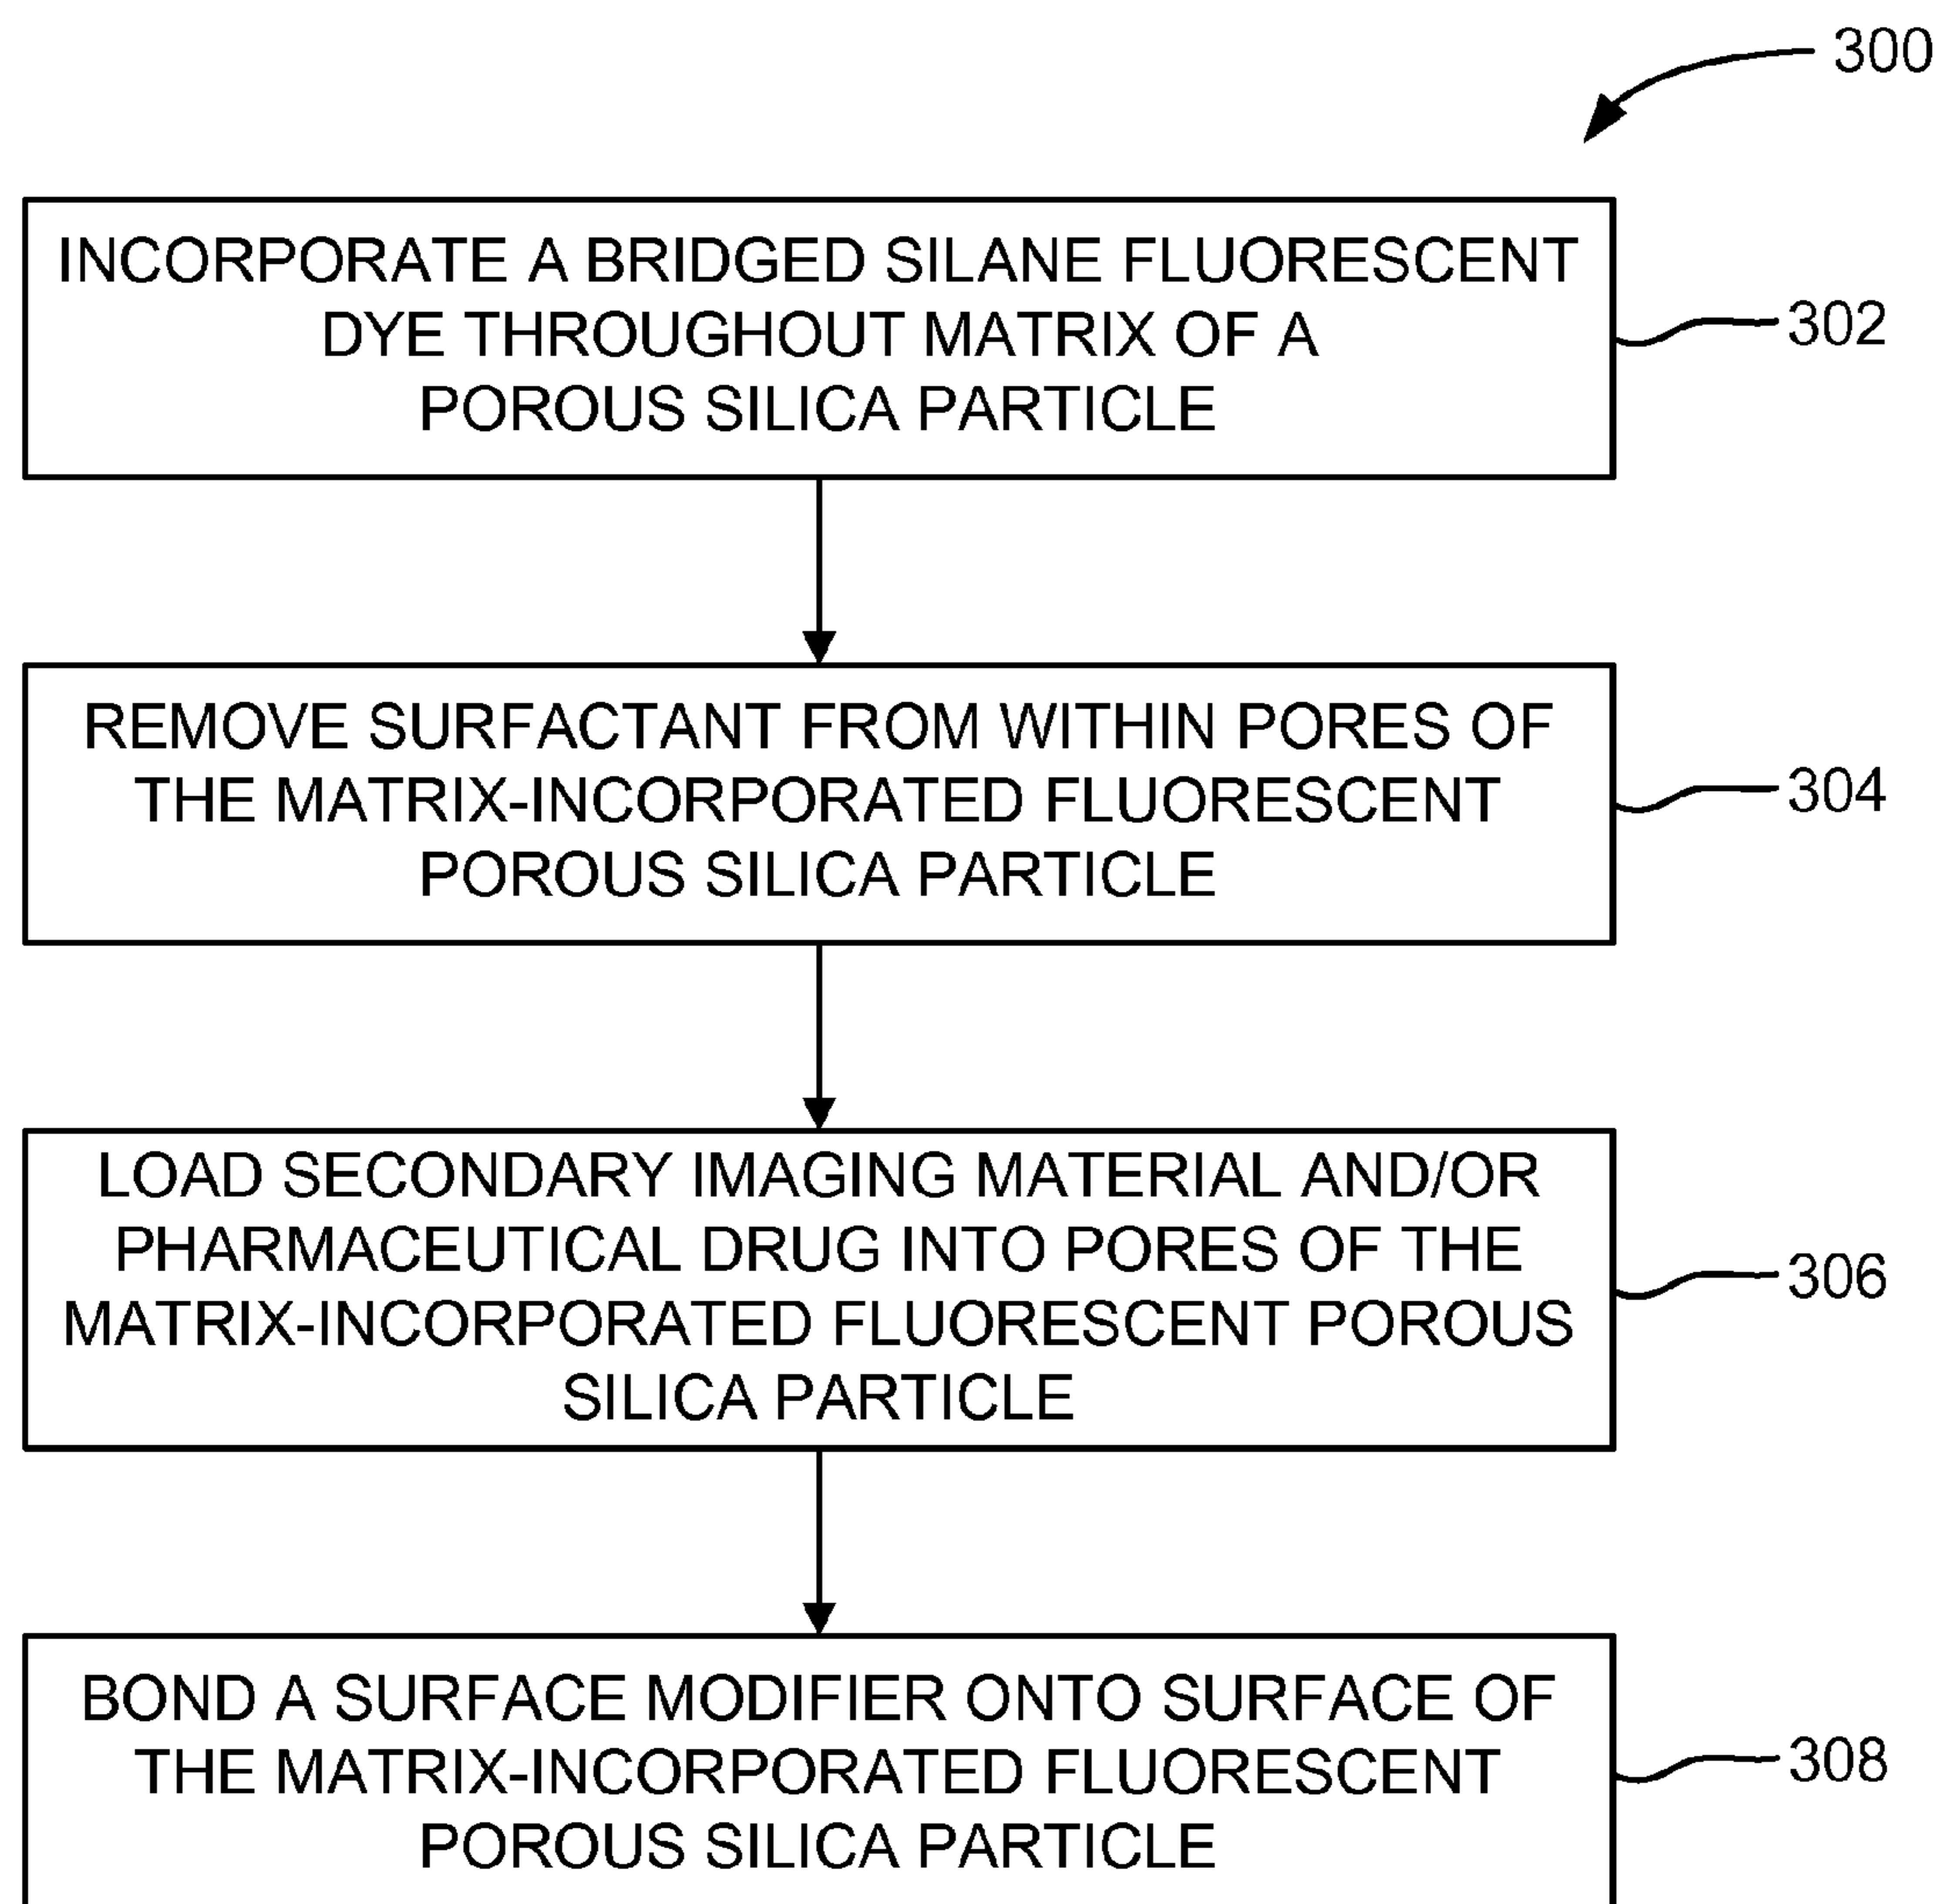 300
INCORPORATE A BRIDGED SILANE FLUORESCENT
DYE THROUGHOUT MATRIX OF A
POROUS SILICA PARTICLE
302
REMOVE SURFACTANT FROM WITHIN PORES OF
THE MATRIX-INCORPORATED FLUORESCENT
POROUS SILICA PARTICLE
304
LOAD SECONDARY IMAGING MATERIAL AND/OR
PHARMACEUTICAL DRUG INTO PORES OF THE
MATRIX-INCORPORATED FLUORESCENT POROUS
SILICA PARTICLE
306
BOND A SURFACE MODIFIER ONTO SURFACE OF
THE MATRIX-INCORPORATED FLUORESCENT
POROUS SILICA PARTICLE
308